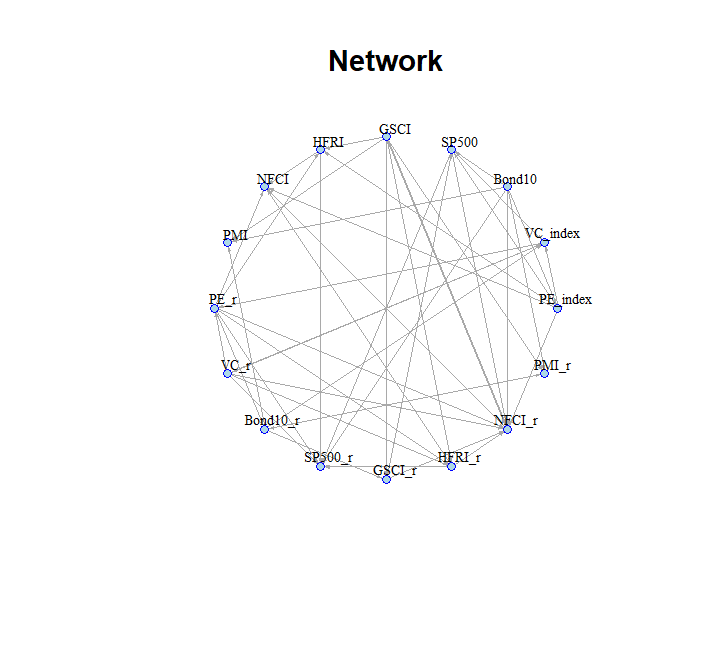 Network
GSCI
HFRI
SP500
NFCI
Bond10
PMI
VC_index
PE_r
PE_index
VC_r
PMI_r
Bond10_r
NFCI_r
SP500_r
HFRI_r
GSCI_r